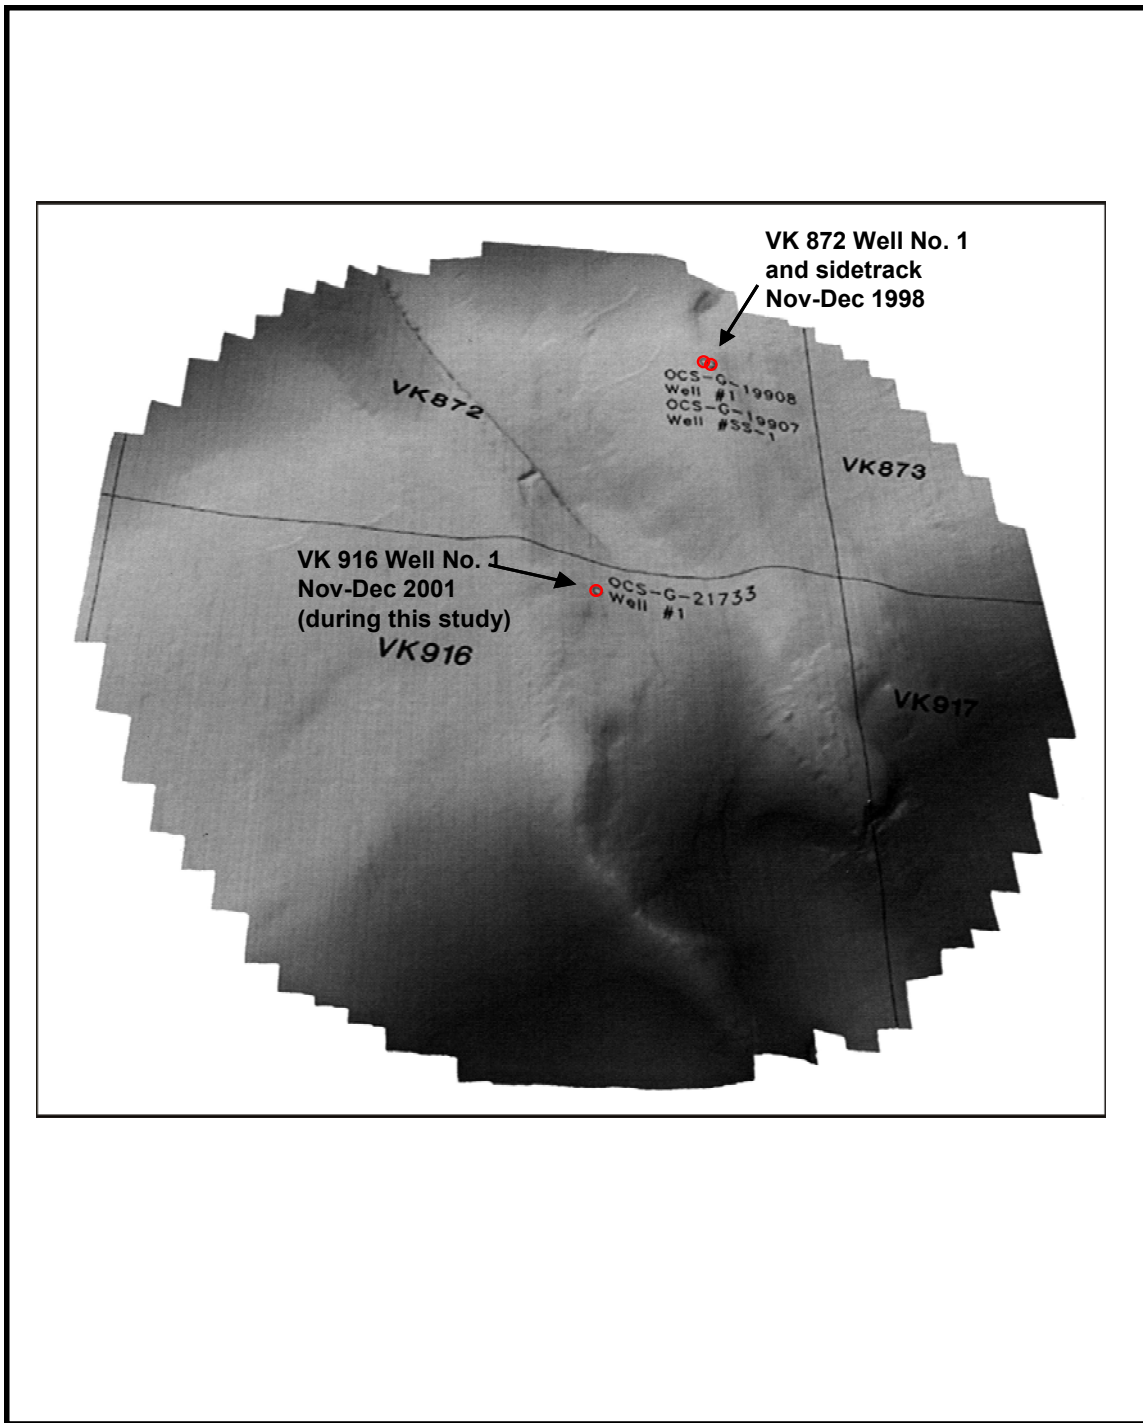 VK 872 Well No. 1
and sidetrack
Nov-Dec 1998
OCS-G-19908
Well #1
OCS-G-19907
Well #SS-1
VK872
VK873
VK 916 Well No. 1
Nov-Dec 2001
(during this study)
OCS-G-21733
Well #1
VK916
VK917